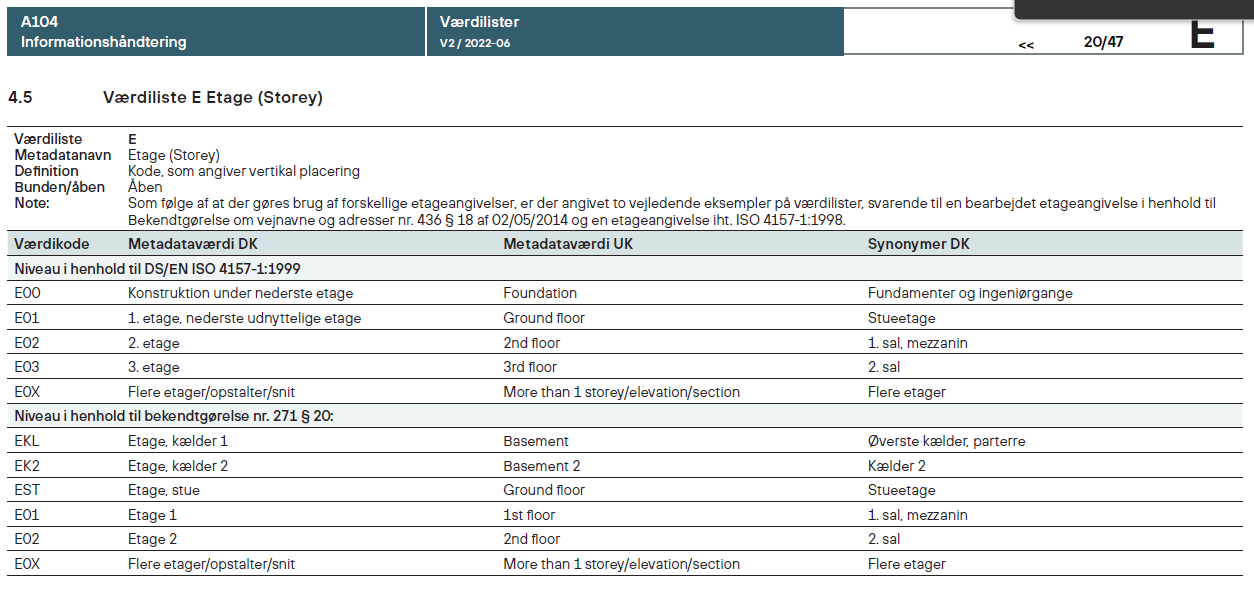 A104
Informationshåndtering
Værdilister
V2 / 2022-06
<< 20/47 E
4.5 Værdiliste E Etage (Storey)
Værdiliste E
Metadatanavn Etage (Storey)
Definition Kode, som angiver vertikal placering
Bunden/åben Åben
Note: Som følge af at der gøres brug af forskellige etageangivelser, er der angivet to vejledende eksempler på værdilister, svarende til en bearbejdet etageangivelse i henhold til
Bekendtgørelse om vejnavne og adresser nr. 436 § 18 af 02/05/2014 og en etageangivelse iht. ISO 4157-1:1998.
Værdikode Metadataværdi DK Metadataværdi UK Synonymer DK
Niveau i henhold til DS/EN ISO 4157-1:1999
E00 Konstruktion under nederste etage Foundation Fundamenter og ingeniørgange
E01 1. etage, nederste udnyttelige etage Ground floor Stueetage
E02 2. etage 2nd floor 1. sal, mezzanin
E03 3. etage 3rd floor 2. sal
E0X Flere etager/opstalter/snit More than 1 storey/elevation/section Flere etager
Niveau i henhold til bekendtgørelse nr. 271 § 20:
EKL Etage, kælder 1 Basement Øverste kælder, parterre
EK2 Etage, kælder 2 Basement 2 Kælder 2
EST Etage, stue Ground floor Stueetage
E01 Etage 1 1st floor 1. sal, mezzanin
E02 Etage 2 2nd floor 2. sal
E0X Flere etager/opstalter/snit More than 1 storey/elevation/section Flere etager